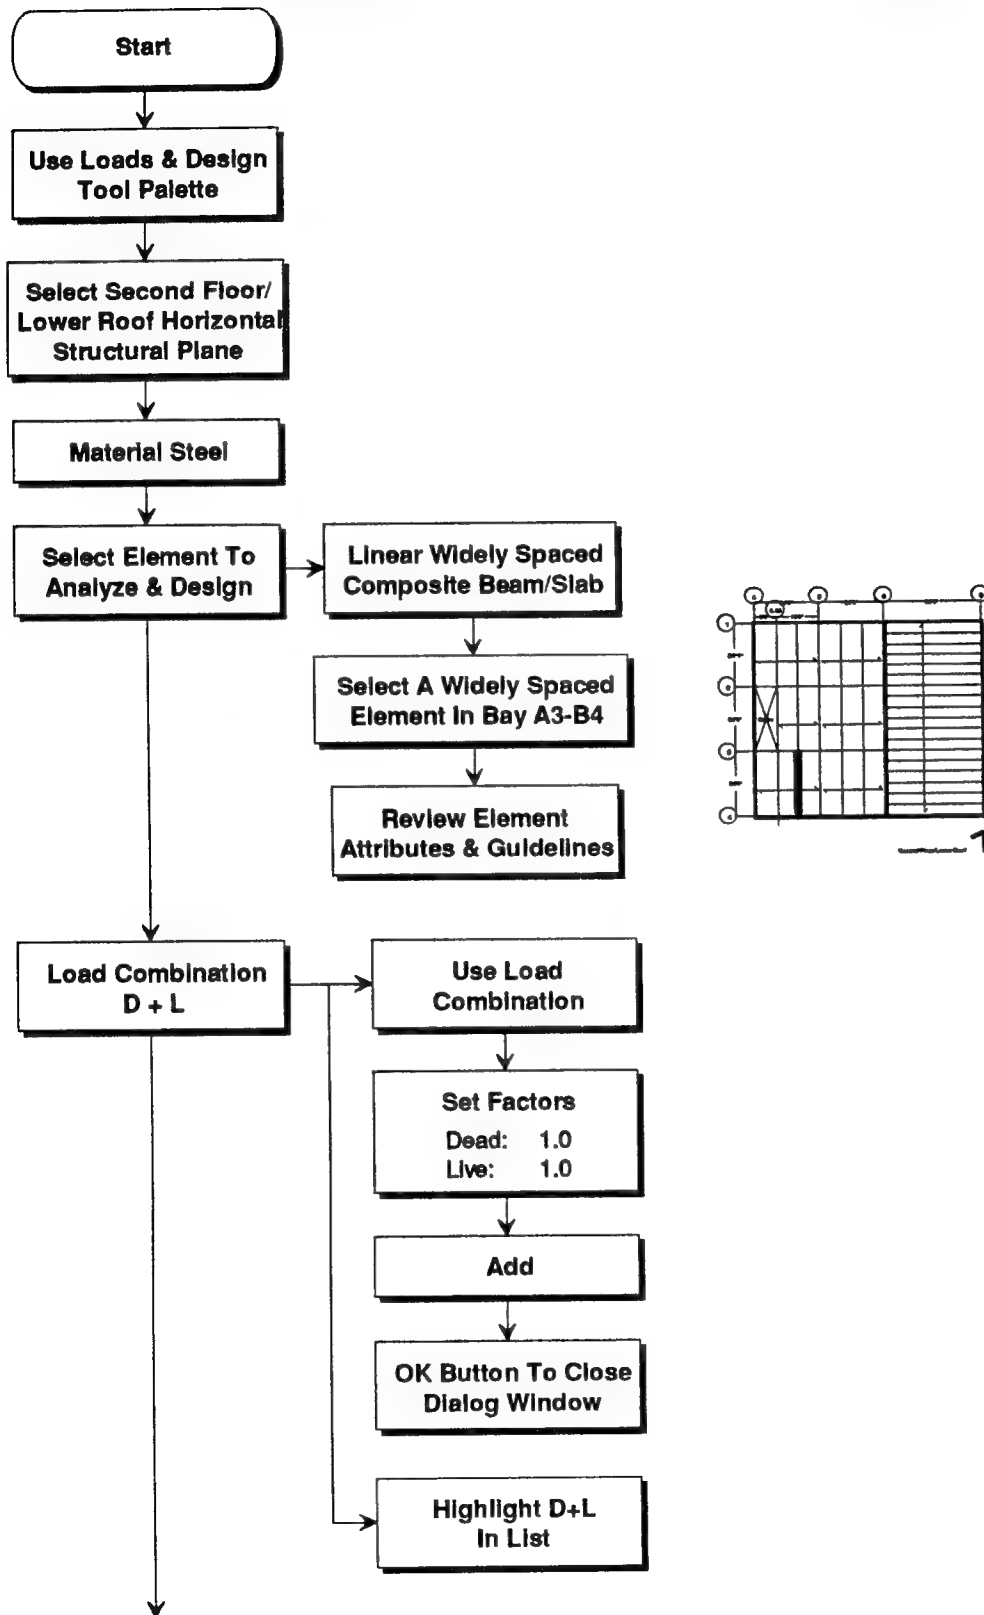 Start
Use Loads & Design
Tool Palette
Select Second Floor/
Lower Roof Horizontal
Structural Plane
Material Steel
Select Element To
Analyze & Design
Linear Widely Spaced
Composite Beam/Slab
Select A Widely Spaced
Element In Bay A3-B4
Review Element
Attributes & Guidelines
Load Combination
D + L
Use Load
Combination
Set Factors
Dead: 1.0
Live: 1.0
Add
OK Button To Close
Dialog Window
Highlight D+L
In List